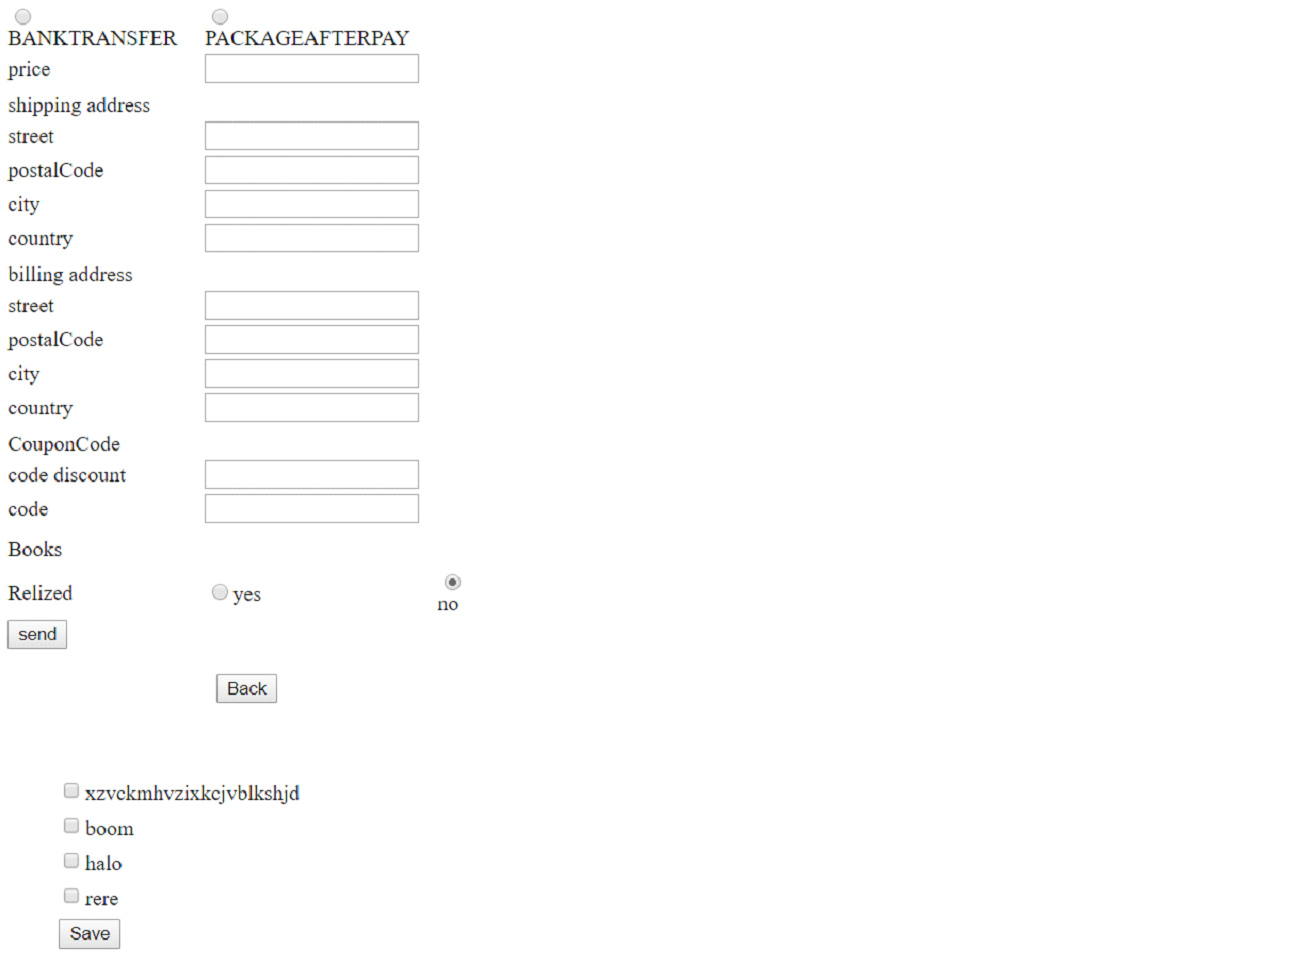 BANKTRANSFER PACKAGEAFTERPAY
price
shipping address
street
postalCode
city
country
billing address
street
postalCode
city
country
CouponCode
code discount
code
Books
Relized yes no
send
Back
xzvckmhvzixkcjvblkshjd
boom
halo
rere
Save